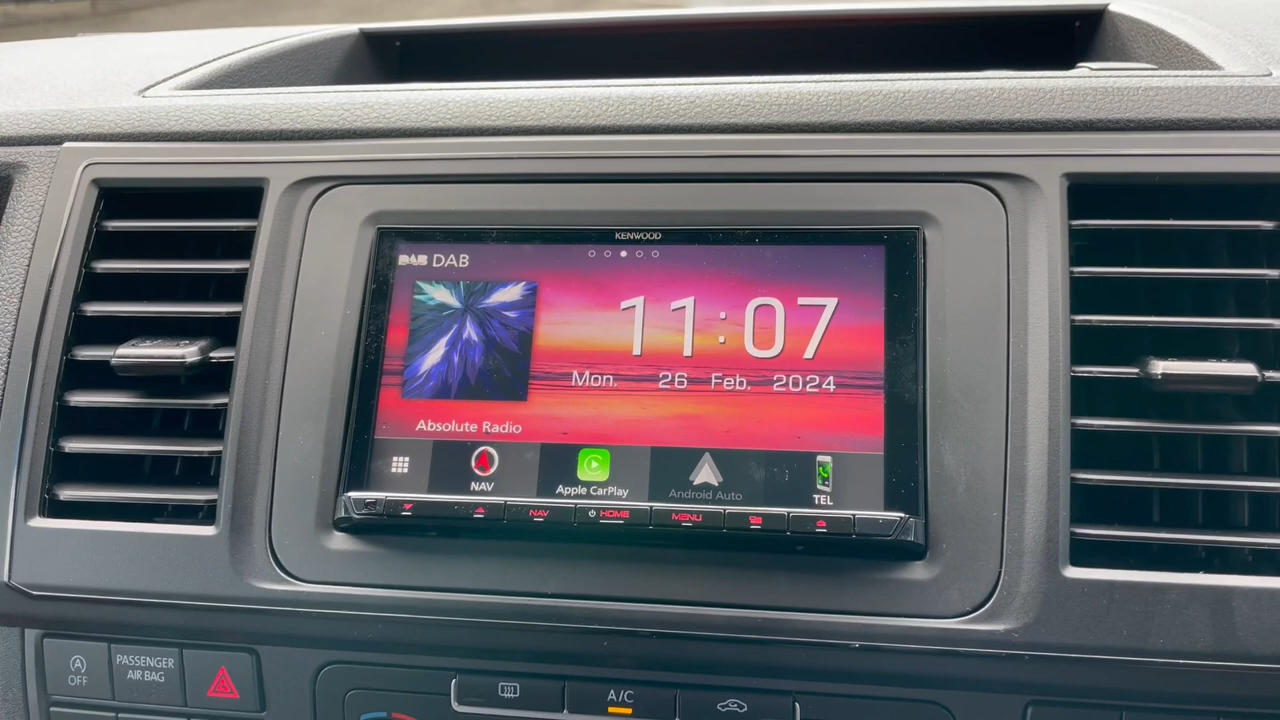 KENWOOD
DAB DAB
11:07
Mon. 26 Feb. 2024
Absolute Radio
NAV
Apple CarPlay
Android Auto
TEL
NAV
HOME
MENU
OFF
PASSENGER
AIR BAG
A/C